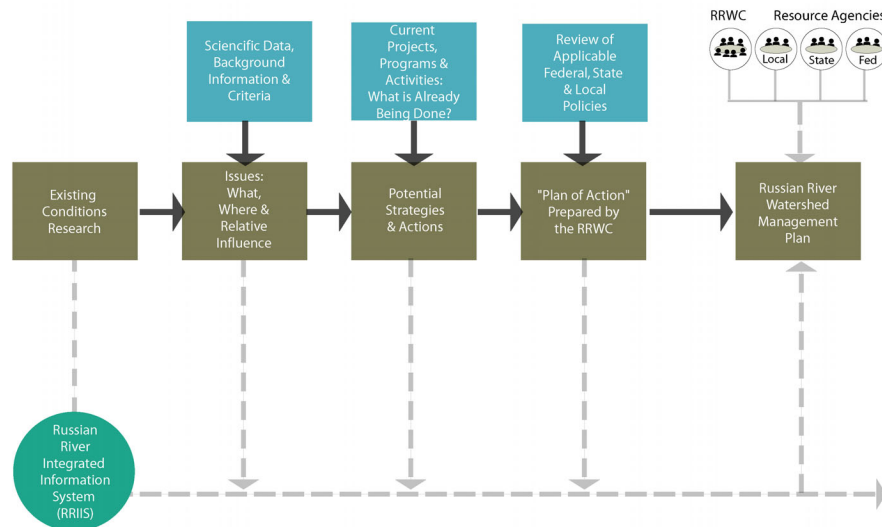 RRWC
Resource Agencies
Local
State
Fed
Sciencific Data,
Background
Information &
Criteria
Current
Projects,
Programs &
Activities:
What is Already
Being Done?
Review of
Applicable
Federal, State
& Local
Policies
Existing
Conditions
Research
Issues:
What,
Where &
Relative
Influence
Potential
Strategies
& Actions
"Plan of Action"
Prepared by
the RRWC
Russian River
Watershed
Management
Plan
Russian
River
Integrated
Information
System
(RRIIS)